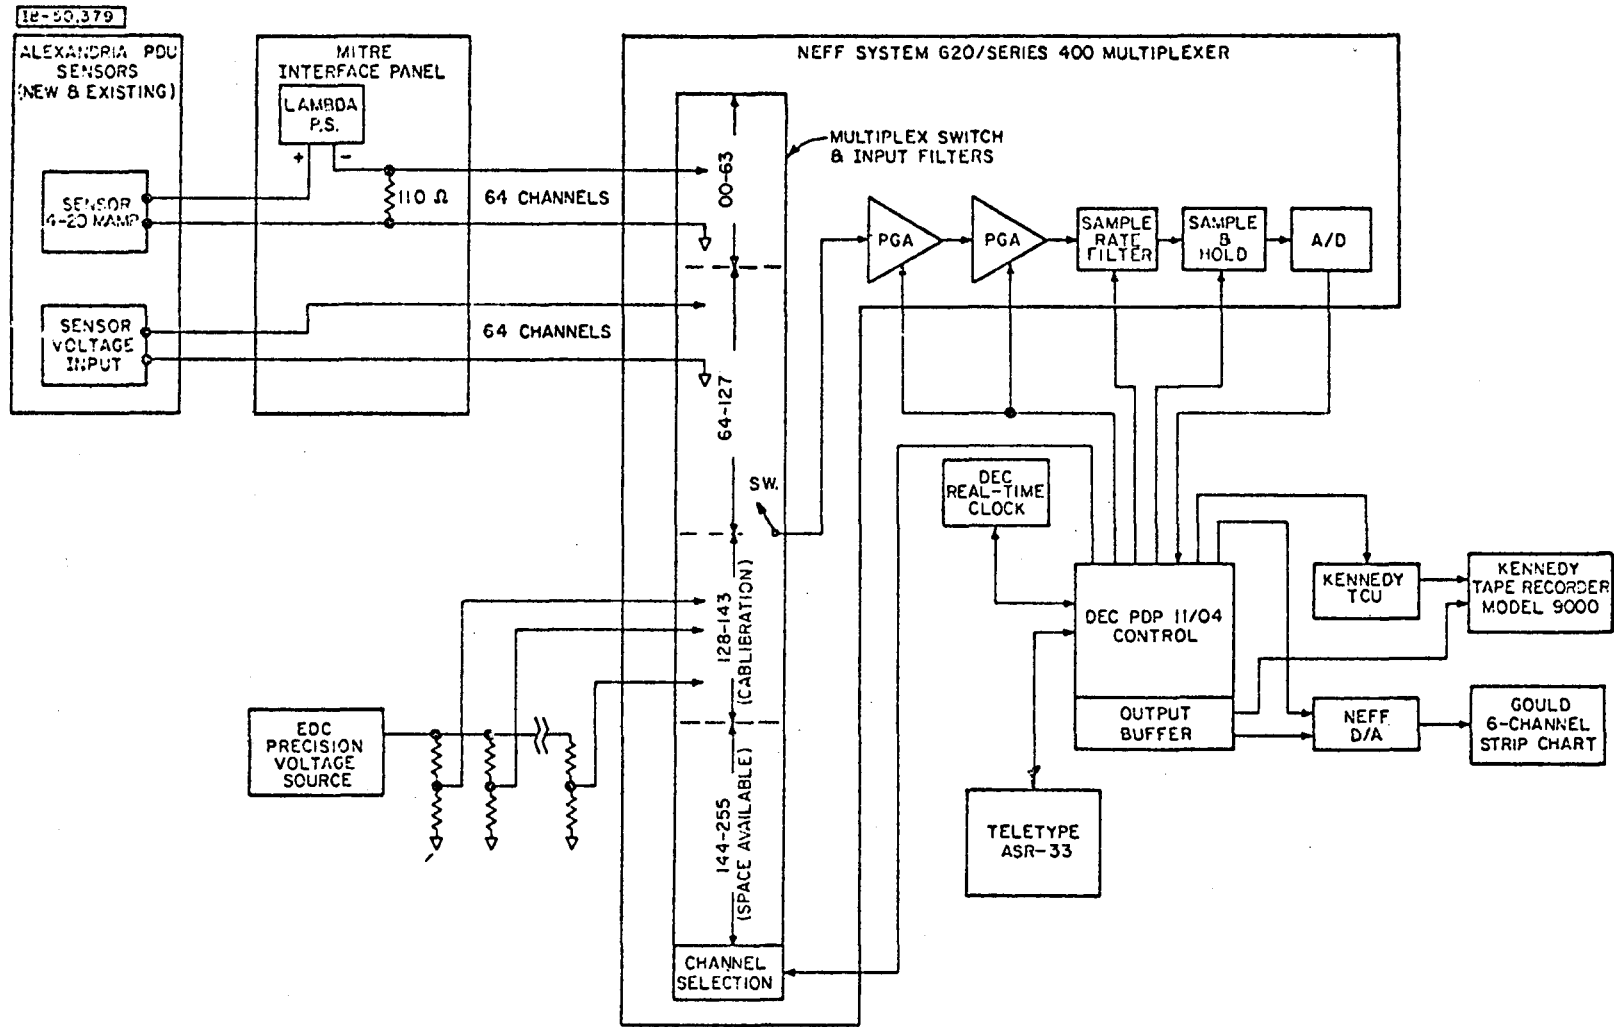 18-50,379
ALEXANDRIA PDU
SENSORS
(NEW & EXISTING)
SENSOR
4-20 MAMP
SENSOR
VOLTAGE
INPUT
MITRE
INTERFACE PANEL
LAMBDA
P.S.
+
-
110 Ω
64 CHANNELS
64 CHANNELS
NEFF SYSTEM 620/SERIES 400 MULTIPLEXER
MULTIPLEX SWITCH
& INPUT FILTERS
00-63
64-127
128-143
(CABLIBRATION)
144-255
(SPACE AVAILABLE)
SW.
CHANNEL
SELECTION
PGA
PGA
SAMPLE
RATE
FILTER
SAMPLE
&
HOLD
A/D
EDC
PRECISION
VOLTAGE
SOURCE
DEC
REAL-TIME
CLOCK
DEC PDP 11/04
CONTROL
OUTPUT
BUFFER
TELETYPE
ASR-33
KENNEDY
TCU
KENNEDY
TAPE RECORDER
MODEL 9000
NEFF
D/A
GOULD
6-CHANNEL
STRIP CHART